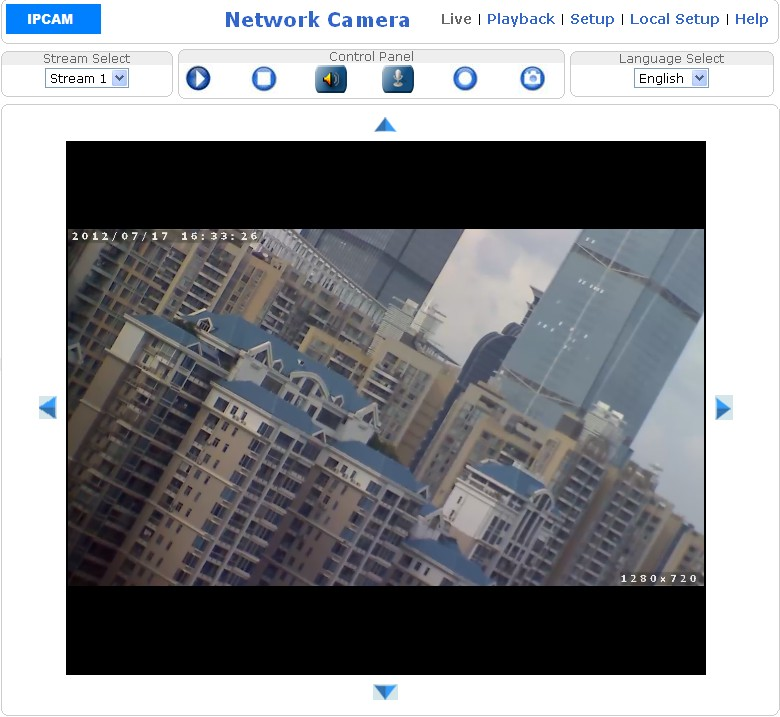 IPCAM
Network Camera
Live | Playback | Setup | Local Setup | Help
Stream Select
Stream 1
Control Panel
Language Select
English
2012/07/17 16:33:26
1280x720